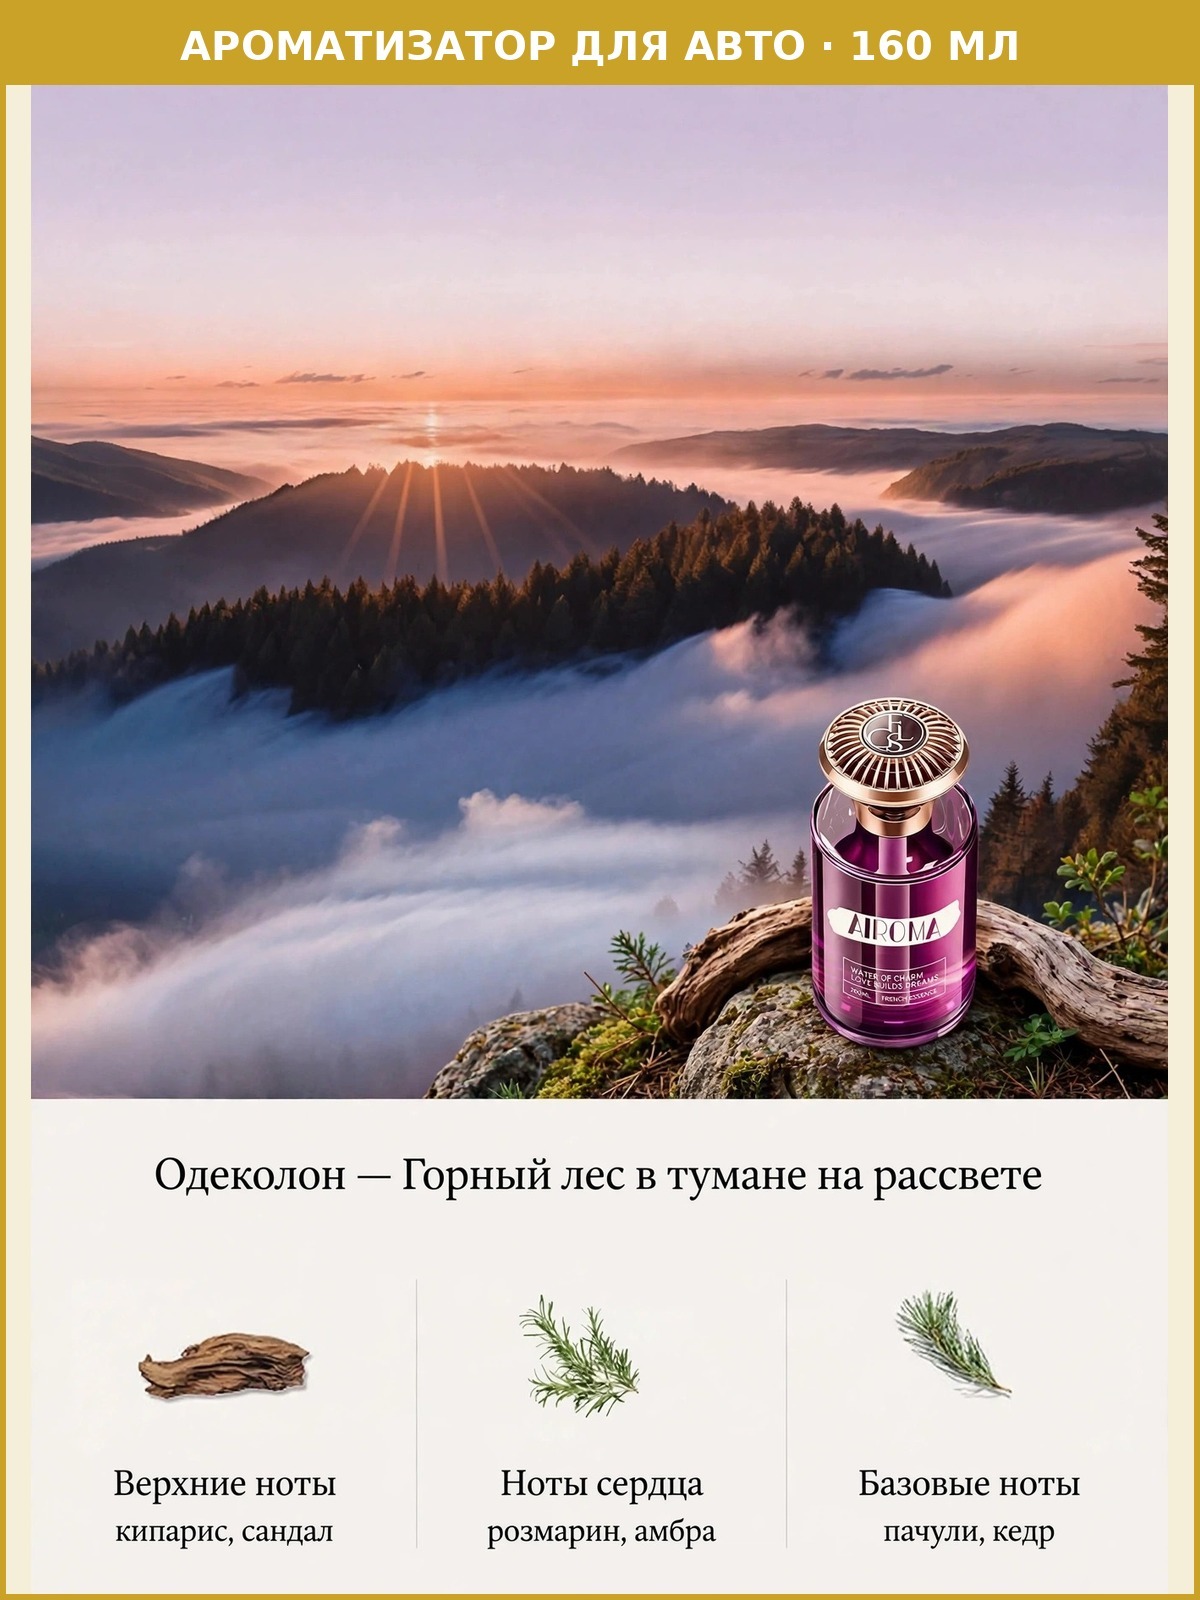 АРОМАТИЗАТОР ДЛЯ АВТО · 160 МЛ
AIROMA
WATER OF CHARM
LOVE BUILDS DREAMS
FRENCH ESSENCE
Одеколон — Горный лес в тумане на рассвете
Верхние ноты
кипарис, сандал
Ноты сердца
розмарин, амбра
Базовые ноты
пачули, кедр